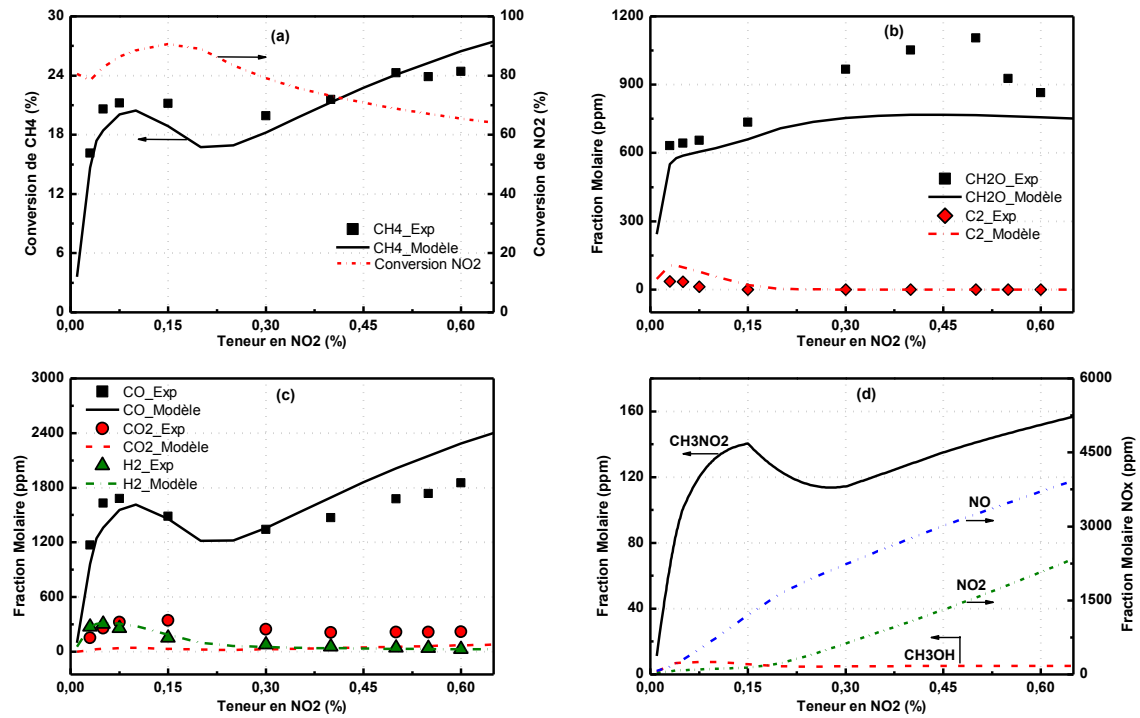 (a)
30
24
18
12
6
0
Conversion de CH4 (%)
100
80
60
40
20
0
Conversion de NO2 (%)
CH4_Exp
CH4_Modèle
Conversion NO2
0,00 0,15 0,30 0,45 0,60
Teneur en NO2 (%)
(b)
1200
900
600
300
0
Fraction Molaire (ppm)
CH2O_Exp
CH2O_Modèle
C2_Exp
C2_Modèle
0,00 0,15 0,30 0,45 0,60
Teneur en NO2 (%)
(c)
3000
2400
1800
1200
600
0
Fraction Molaire (ppm)
CO_Exp
CO_Modèle
CO2_Exp
CO2_Modèle
H2_Exp
H2_Modèle
0,00 0,15 0,30 0,45 0,60
Teneur en NO2 (%)
(d)
160
120
80
40
0
Fraction Molaire (ppm)
6000
4500
3000
1500
0
Fraction Molaire NOx (ppm)
CH3NO2
NO
NO2
CH3OH
0,00 0,15 0,30 0,45 0,60
Teneur en NO2 (%)